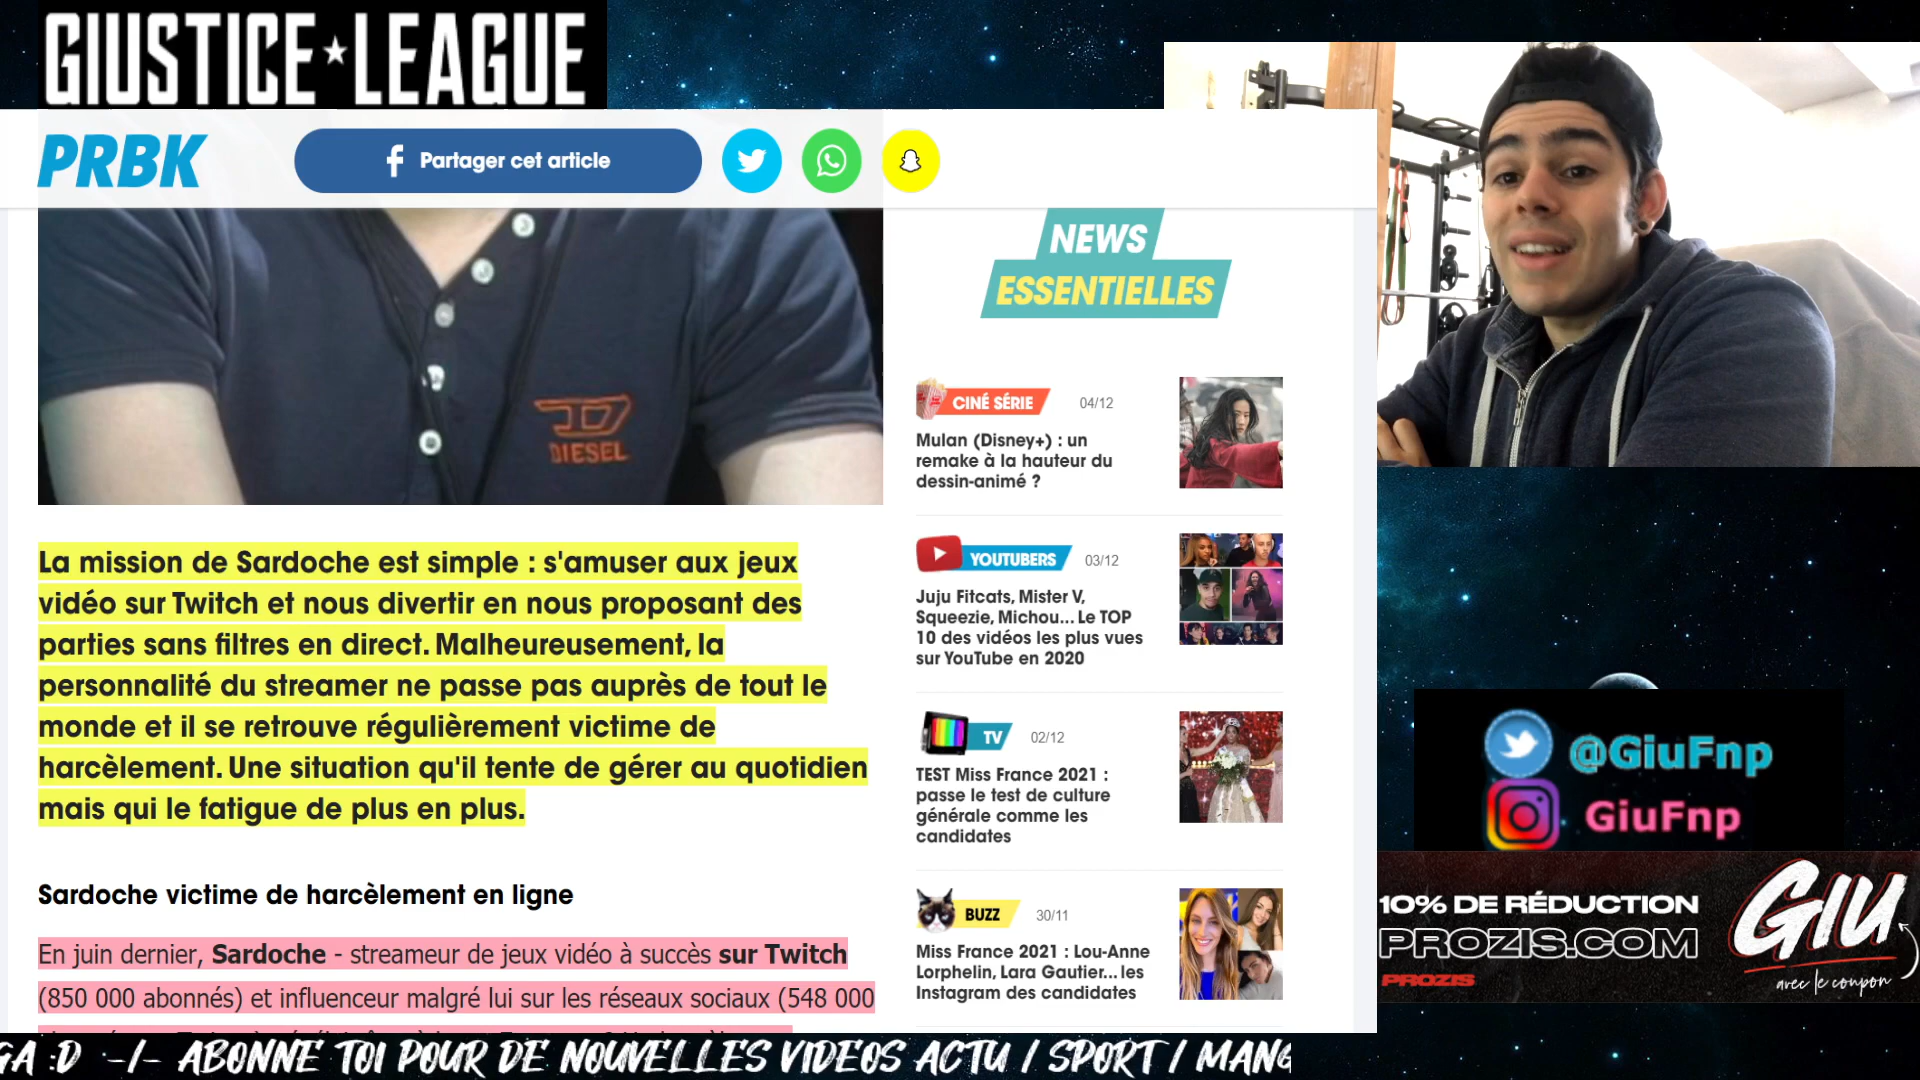 GIUSTICE★LEAGUE
PRBK
Partager cet article
NEWS
ESSENTIELLES
DIESEL
La mission de Sardoche est simple : s'amuser aux jeux
vidéo sur Twitch et nous divertir en nous proposant des
parties sans filtres en direct. Malheureusement, la
personnalité du streamer ne passe pas auprès de tout le
monde et il se retrouve régulièrement victime de
harcèlement. Une situation qu'il tente de gérer au quotidien
mais qui le fatigue de plus en plus.
Sardoche victime de harcèlement en ligne
En juin dernier, Sardoche - streameur de jeux vidéo à succès sur Twitch
(850 000 abonnés) et influenceur malgré lui sur les réseaux sociaux (548 000
CINÉ SÉRIE 04/12
Mulan (Disney+) : un
remake à la hauteur du
dessin-animé ?
YOUTUBERS 03/12
Juju Fitcats, Mister V,
Squeezie, Michou... Le TOP
10 des vidéos les plus vues
sur YouTube en 2020
TV 02/12
TEST Miss France 2021 :
passe le test de culture
générale comme les
candidates
BUZZ 30/11
Miss France 2021 : Lou-Anne
Lorphelin, Lara Gautier... les
Instagram des candidates
@GiuFnp
GiuFnp
10% DE RÉDUCTION
PROZIS.COM
PROZIS
GIU
avec le coupon
GA :D -/- ABONNE TOI POUR DE NOUVELLES VIDEOS ACTU / SPORT / MANG